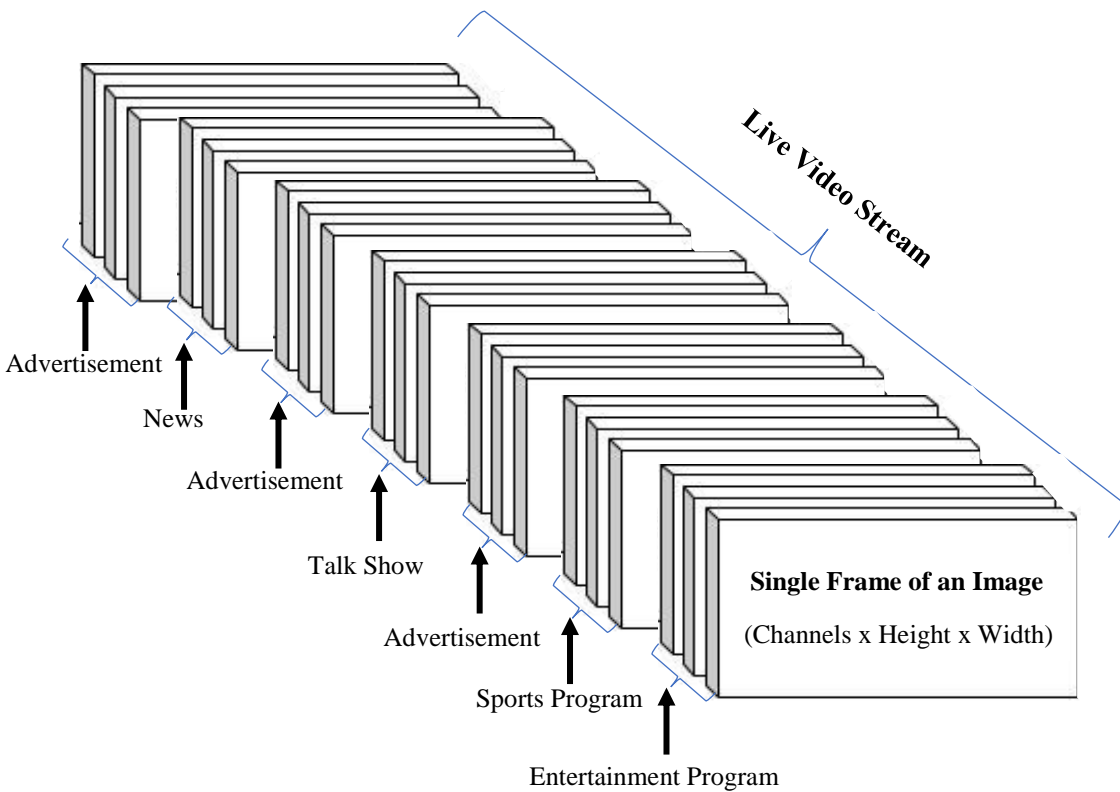 Live Video Stream
Advertisement
News
Advertisement
Talk Show
Advertisement
Sports Program
Entertainment Program
Single Frame of an Image
(Channels x Height x Width)